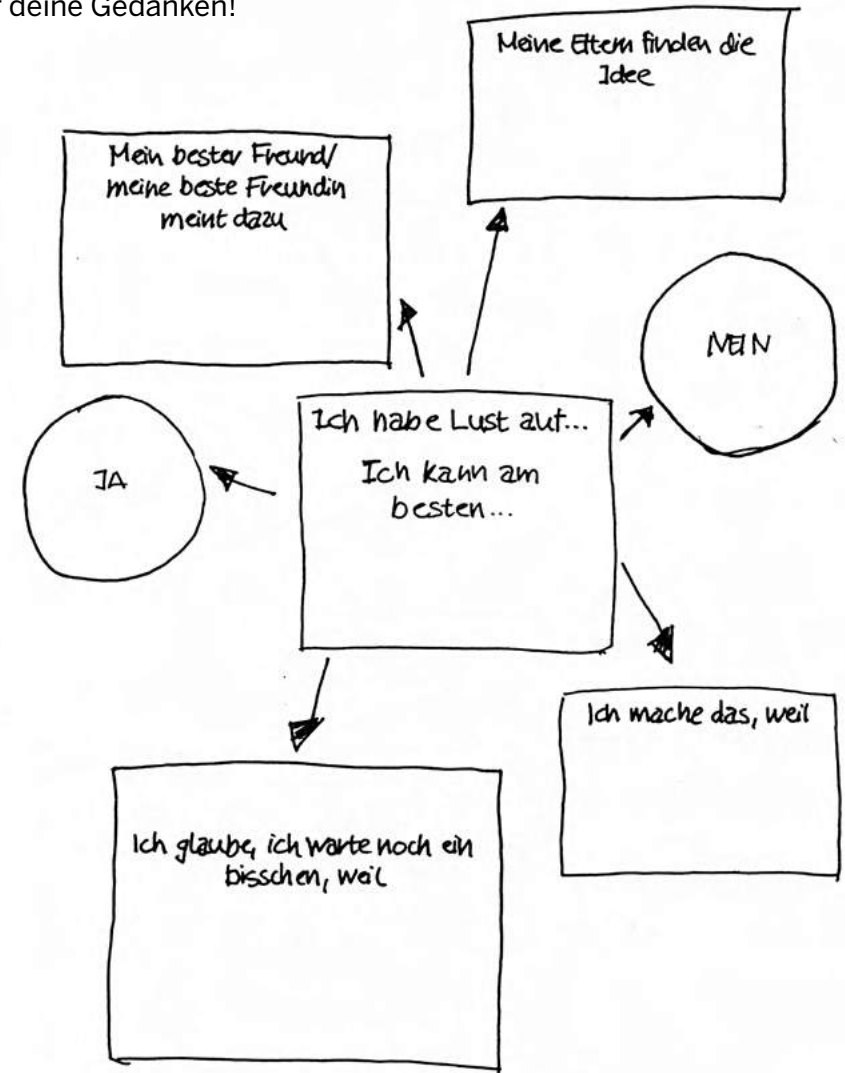 deine Gedanken!
Meine Eltern finden die
Idee
Mein bester Freund/
meine beste Freundin
meint dazu
NEIN
Ich habe Lust auf...
Ich kann am
besten...
JA
Ich mache das, weil
Ich glaube, ich warte noch ein
bisschen, weil